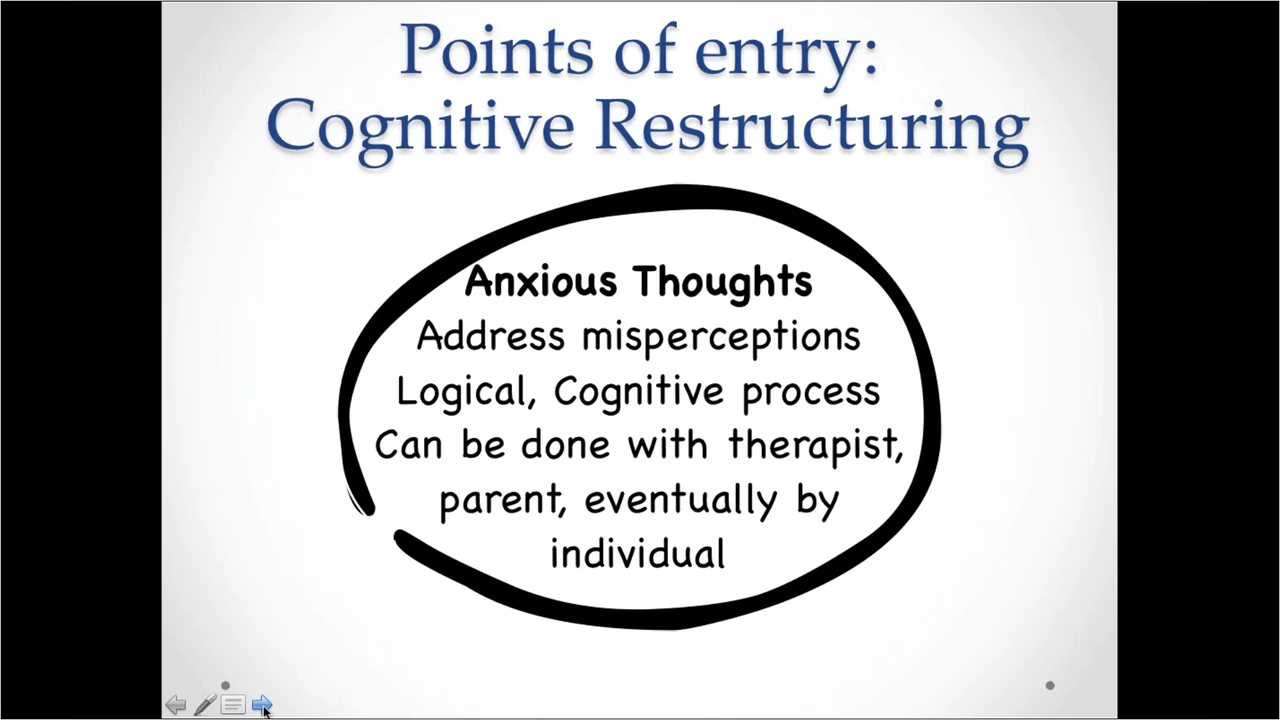 Points of entry:
Cognitive Restructuring
Anxious Thoughts
Address misperceptions
Logical, Cognitive process
Can be done with therapist,
parent, eventually by
individual